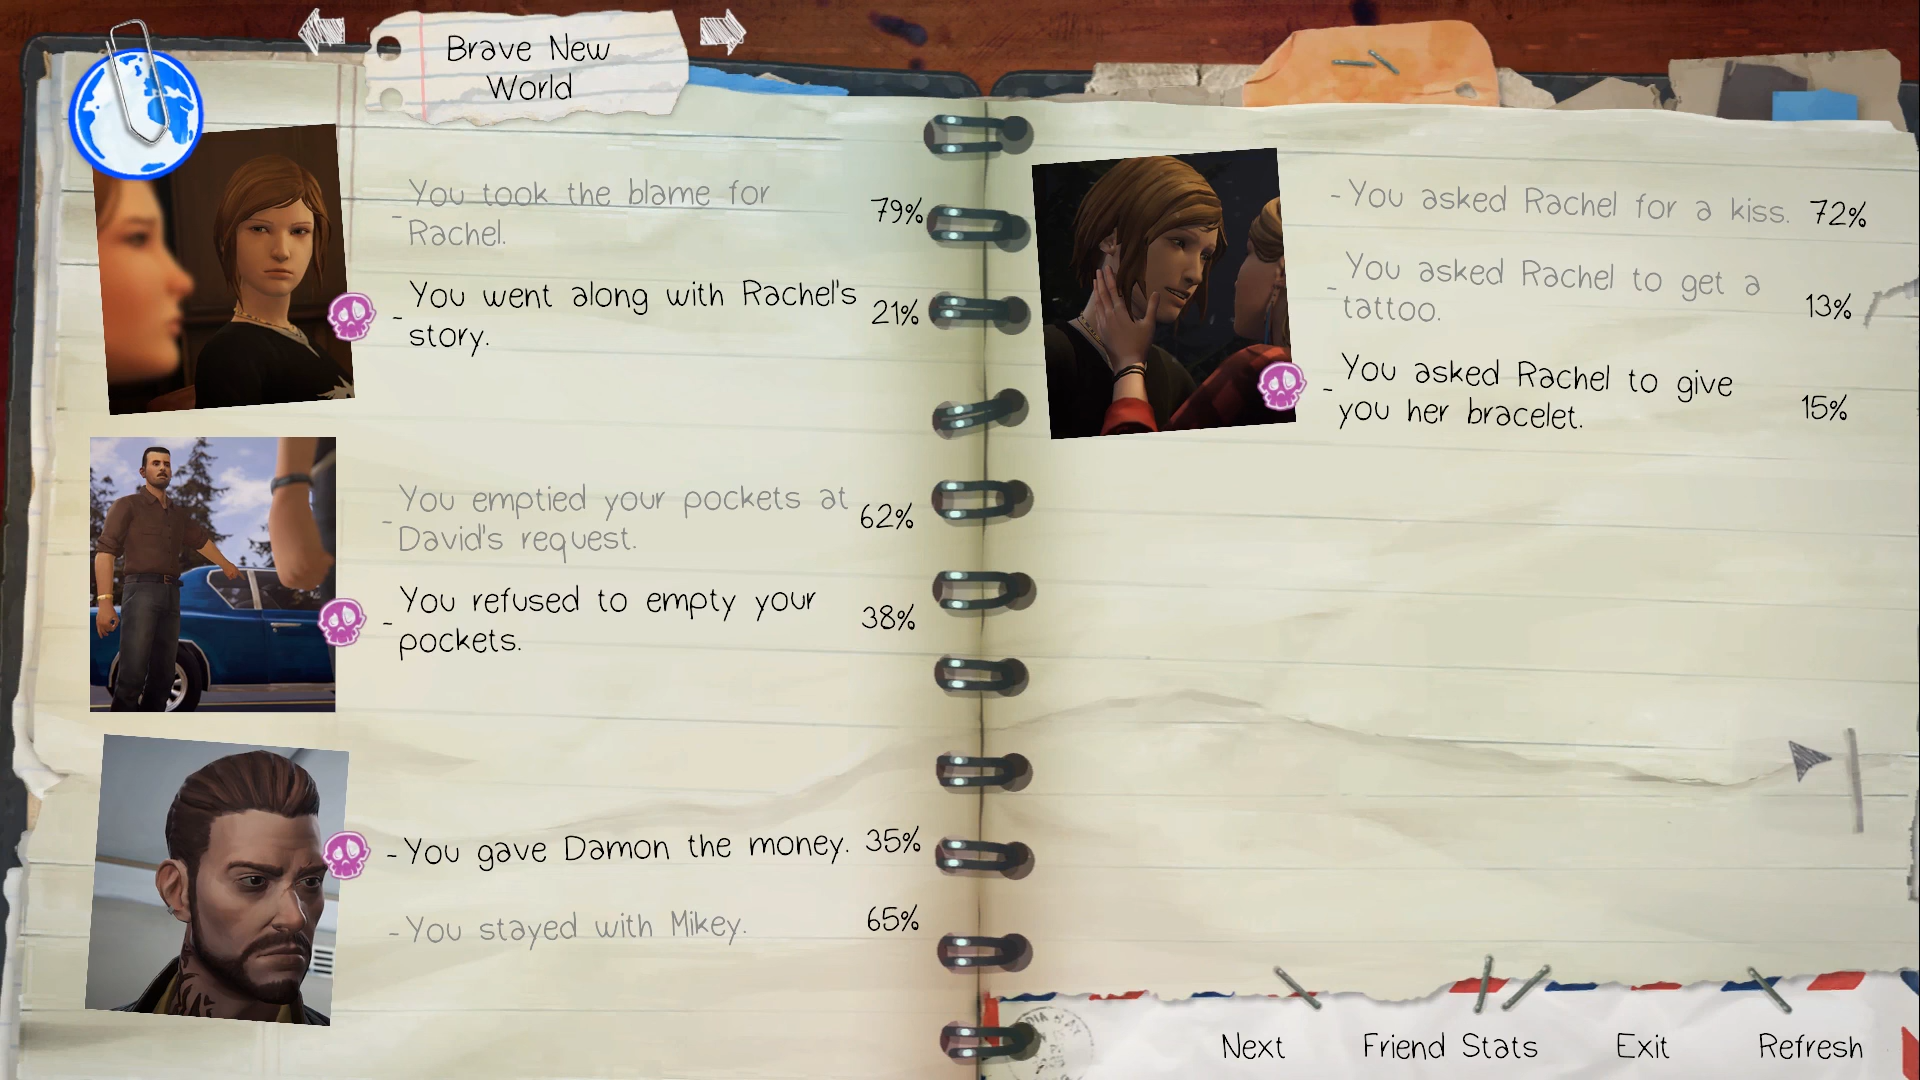 Brave New
World
- You took the blame for
Rachel.
79%
- You went along with Rachel's
story.
21%
- You emptied your pockets at
David's request.
62%
- You refused to empty your
pockets.
38%
- You gave Damon the money. 35%
- You stayed with Mikey. 65%
- You asked Rachel for a kiss. 72%
- You asked Rachel to get a
tattoo.
13%
- You asked Rachel to give
you her bracelet.
15%
Next Friend Stats Exit Refresh